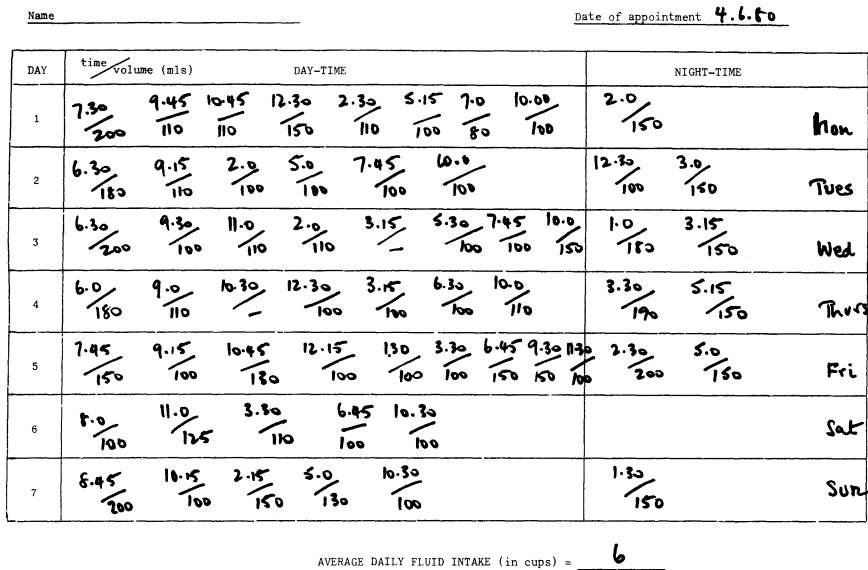 Name
Date of appointment 4.6.80
DAY time/volume (mls) DAY-TIME NIGHT-TIME
1 7.30/200 9.45/110 10.45/110 12.30/150 2.30/110 5.15/100 7.0/80 10.00/100 2.0/150 Mon
2 6.30/180 9.15/110 2.0/100 5.0/100 7.45/100 10.0/100 12.30/100 3.0/150 Tues
3 6.30/200 9.30/100 11.0/110 2.0/110 3.15/– 5.30/100 7.45/100 10.0/150 1.0/180 3.15/150 Wed
4 6.0/180 9.0/110 10.30/– 12.30/100 3.15/100 6.30/100 10.0/110 3.30/190 5.15/150 Thurs
5 7.45/150 9.15/100 10.45/180 12.15/100 1.30/100 3.30/100 6.45/150 9.30/150 11.30/100 2.30/200 5.0/150 Fri
6 8.0/100 11.0/125 3.30/110 6.45/100 10.30/100 Sat
7 8.45/200 10.15/100 2.15/150 5.0/130 10.30/100 1.30/150 Sun
AVERAGE DAILY FLUID INTAKE (in cups) = 6